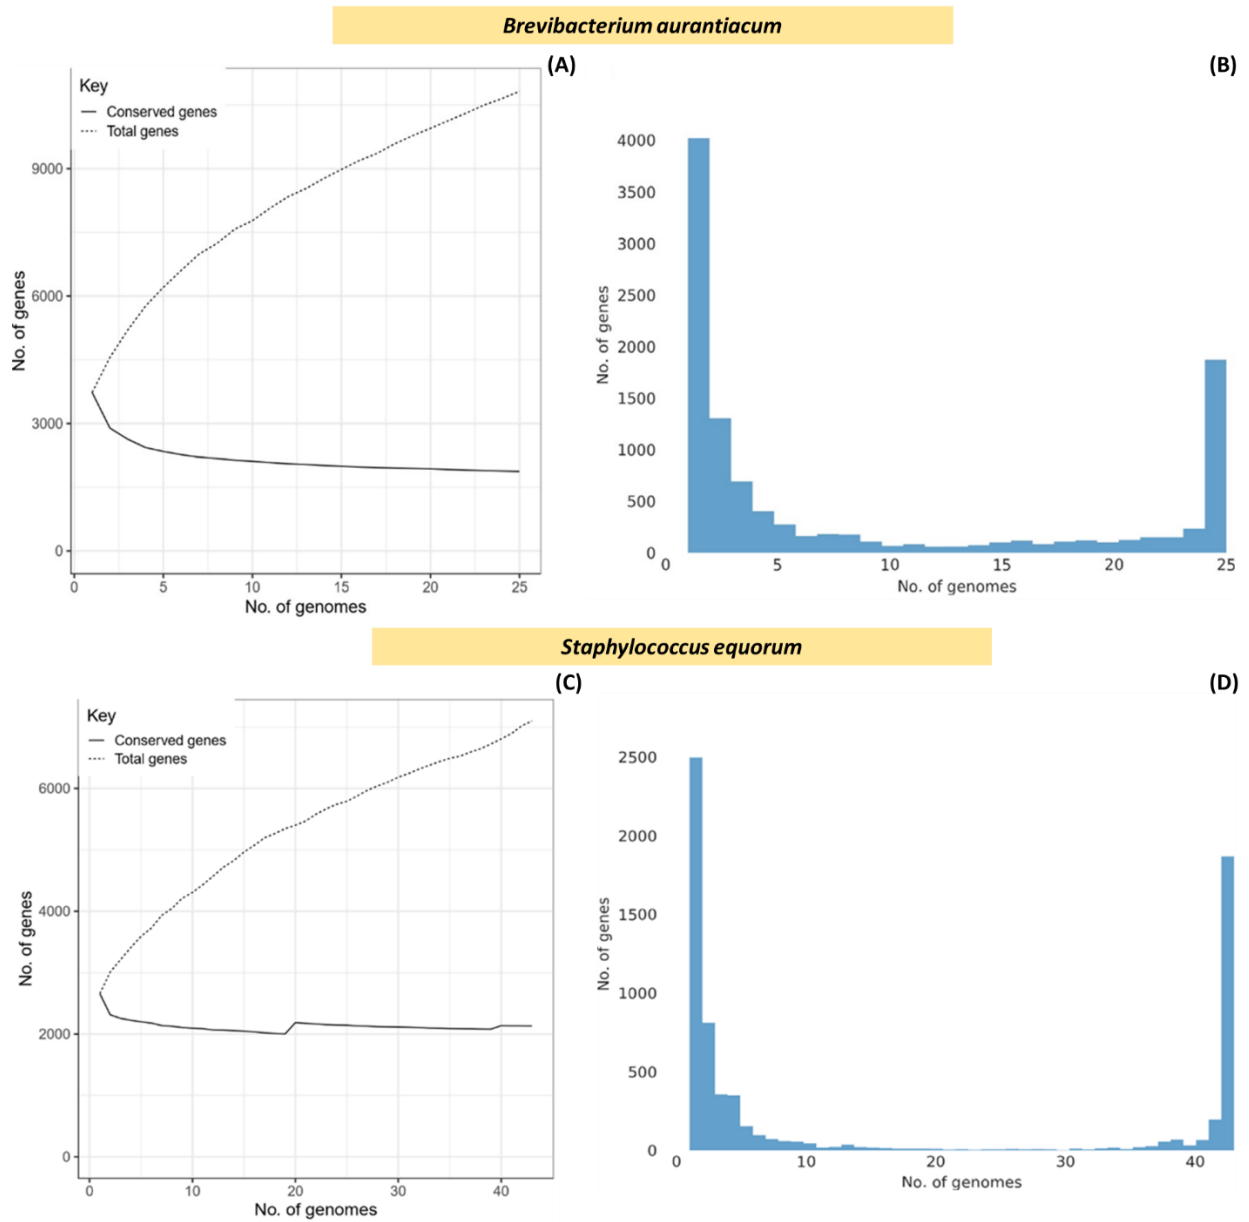 Brevibacterium aurantiacum
(A)
(B)
Key
Conserved genes
Total genes
9000
6000
3000
0
No. of genes
0 5 10 15 20 25
No. of genomes
4000
3500
3000
2500
2000
1500
1000
500
0
No. of genes
0 5 10 15 20 25
No. of genomes
Staphylococcus equorum
(C)
(D)
Key
Conserved genes
Total genes
6000
4000
2000
0
No. of genes
0 10 20 30 40
No. of genomes
2500
2000
1500
1000
500
0
No. of genes
0 10 20 30 40
No. of genomes